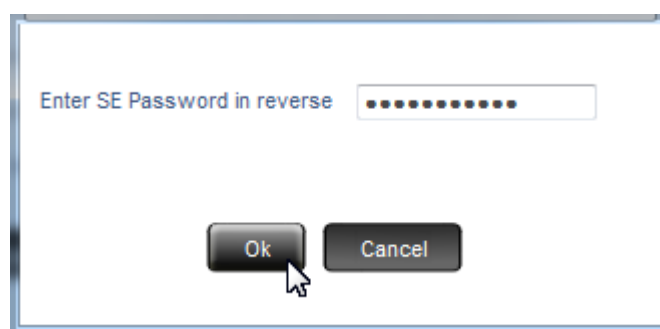 Enter SE Password in reverse •••••••••••
Ok Cancel